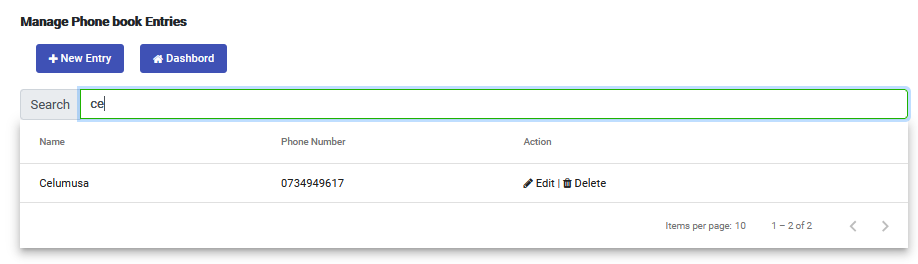 Manage Phone book Entries
New Entry Dashbord
Search ce
Name Phone Number Action
Celumusa 0734949617 Edit | Delete
Items per page: 10 1 – 2 of 2